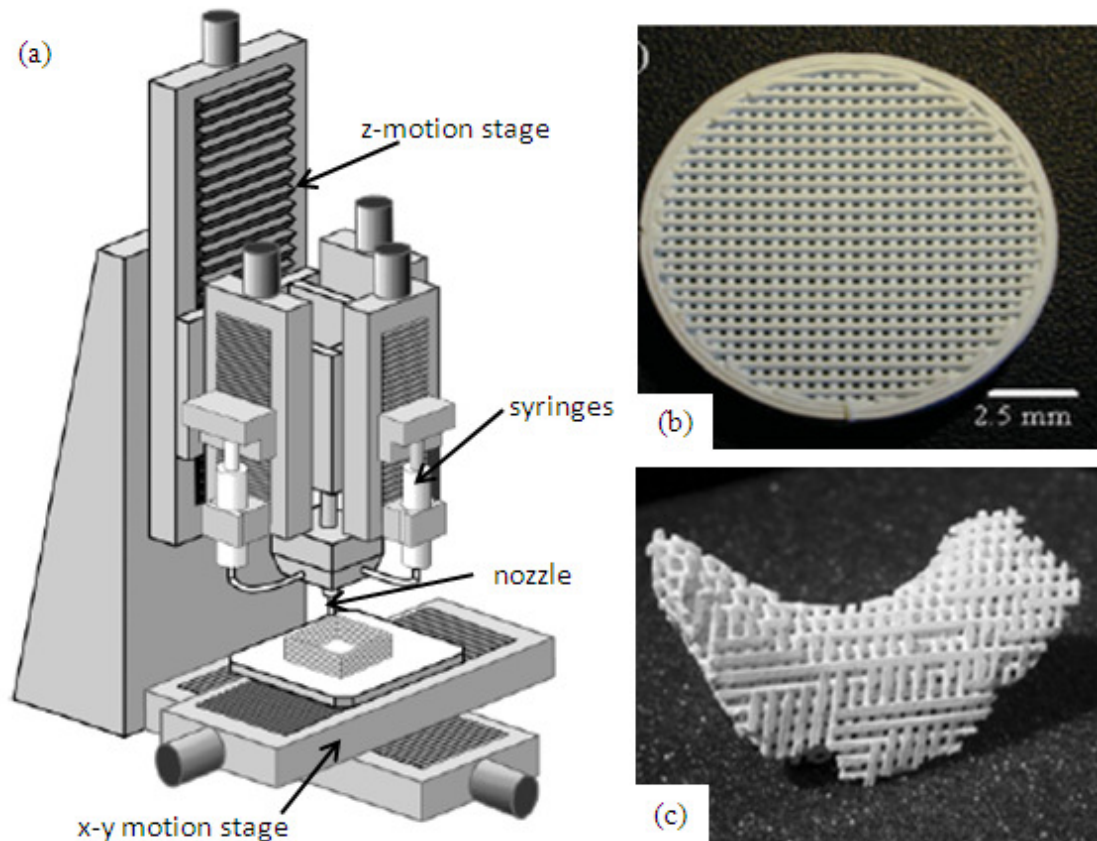 (a)
z-motion stage
syringes
nozzle
x-y motion stage
)
(b)
2.5 mm
(c)